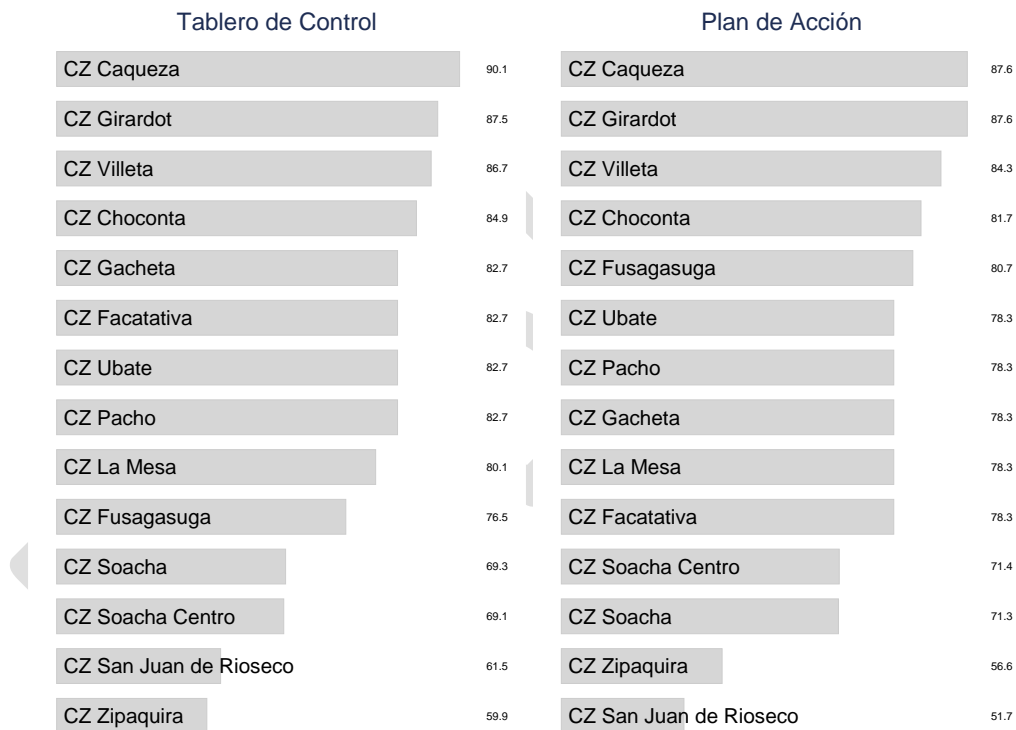 Tablero de Control
CZ Caqueza 90.1
CZ Girardot 87.5
CZ Villeta 86.7
CZ Choconta 84.9
CZ Gacheta 82.7
CZ Facatativa 82.7
CZ Ubate 82.7
CZ Pacho 82.7
CZ La Mesa 80.1
CZ Fusagasuga 76.5
CZ Soacha 69.3
CZ Soacha Centro 69.1
CZ San Juan de Rioseco 61.5
CZ Zipaquira 59.9
Plan de Acción
CZ Caqueza 87.6
CZ Girardot 87.6
CZ Villeta 84.3
CZ Choconta 81.7
CZ Fusagasuga 80.7
CZ Ubate 78.3
CZ Pacho 78.3
CZ Gacheta 78.3
CZ La Mesa 78.3
CZ Facatativa 78.3
CZ Soacha Centro 71.4
CZ Soacha 71.3
CZ Zipaquira 56.6
CZ San Juan de Rioseco 51.7